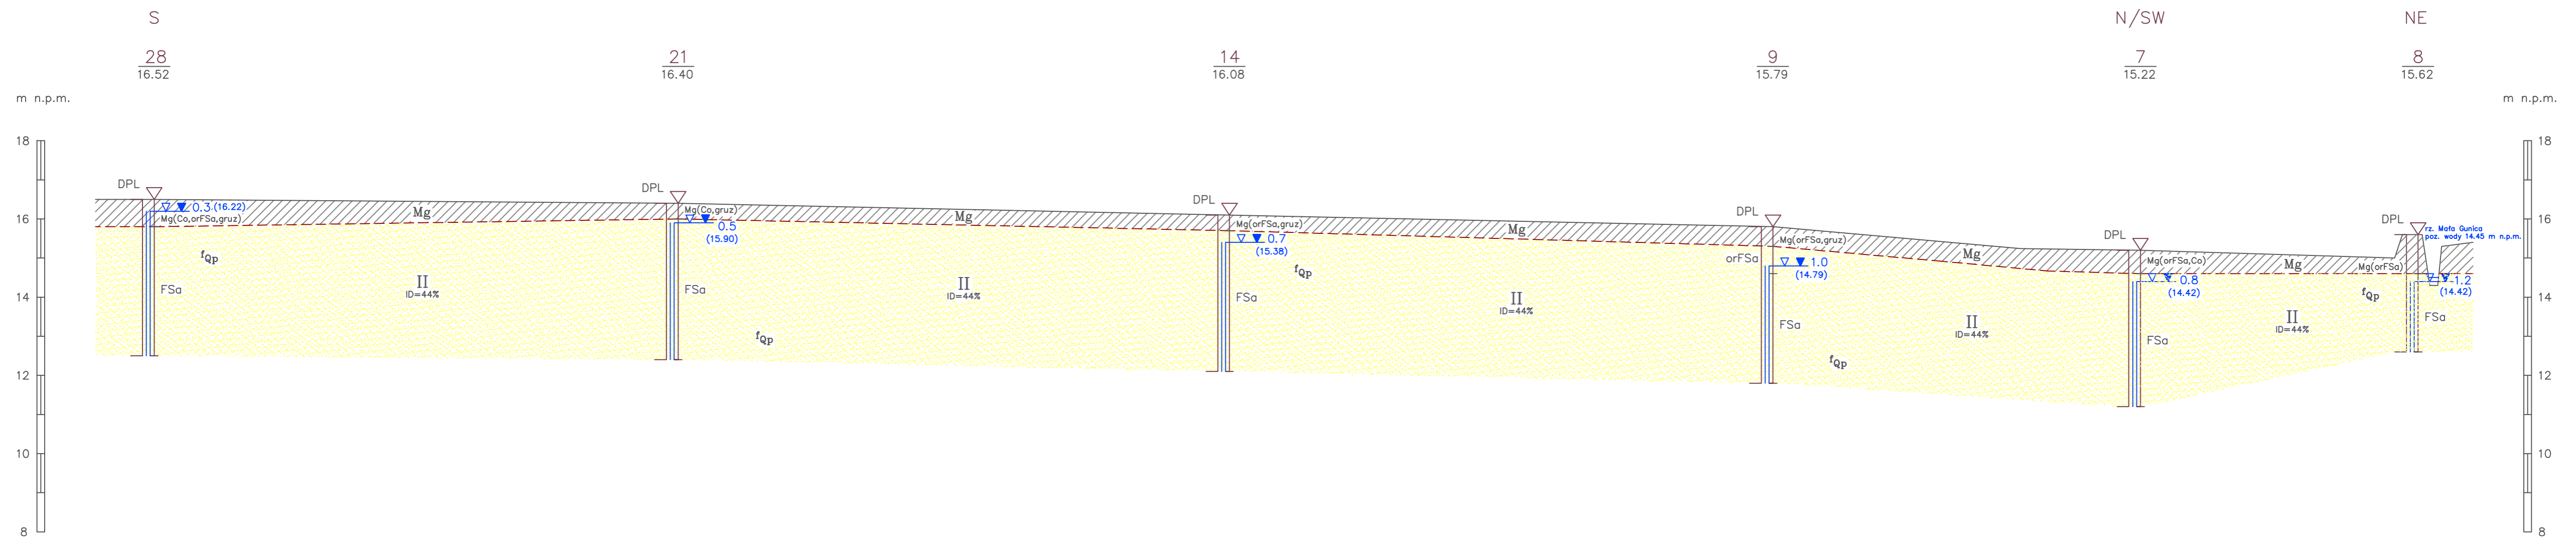 S N/SW NE
28 21 14 9 7 8
16.52 16.40 16.08 15.79 15.22 15.62
m n.p.m. m n.p.m.
18 18
DPL
0.3 (16.22)
Mg(Co,orFSa,gruz)
Mg
DPL
Mg(Co,gruz)
0.5
(15.90)
Mg
DPL
Mg(orFSa,gruz)
0.7
(15.38)
Mg
DPL
Mg(orFSa,gruz)
orFSa
1.0
(14.79)
Mg
DPL
Mg(orFSa,Co)
0.8
(14.42)
Mg
DPL
rz. Mała Gunica
poz. wody 14.45 m n.p.m.
Mg(orFSa)
1.2
(14.42)
16 16
fQp
FSa
II
ID=44%
FSa
fQp
II
ID=44%
FSa
fQp
II
ID=44%
FSa
fQp
II
ID=44%
FSa
II
ID=44%
fQp
FSa
14 14
12 12
10 10
8 8